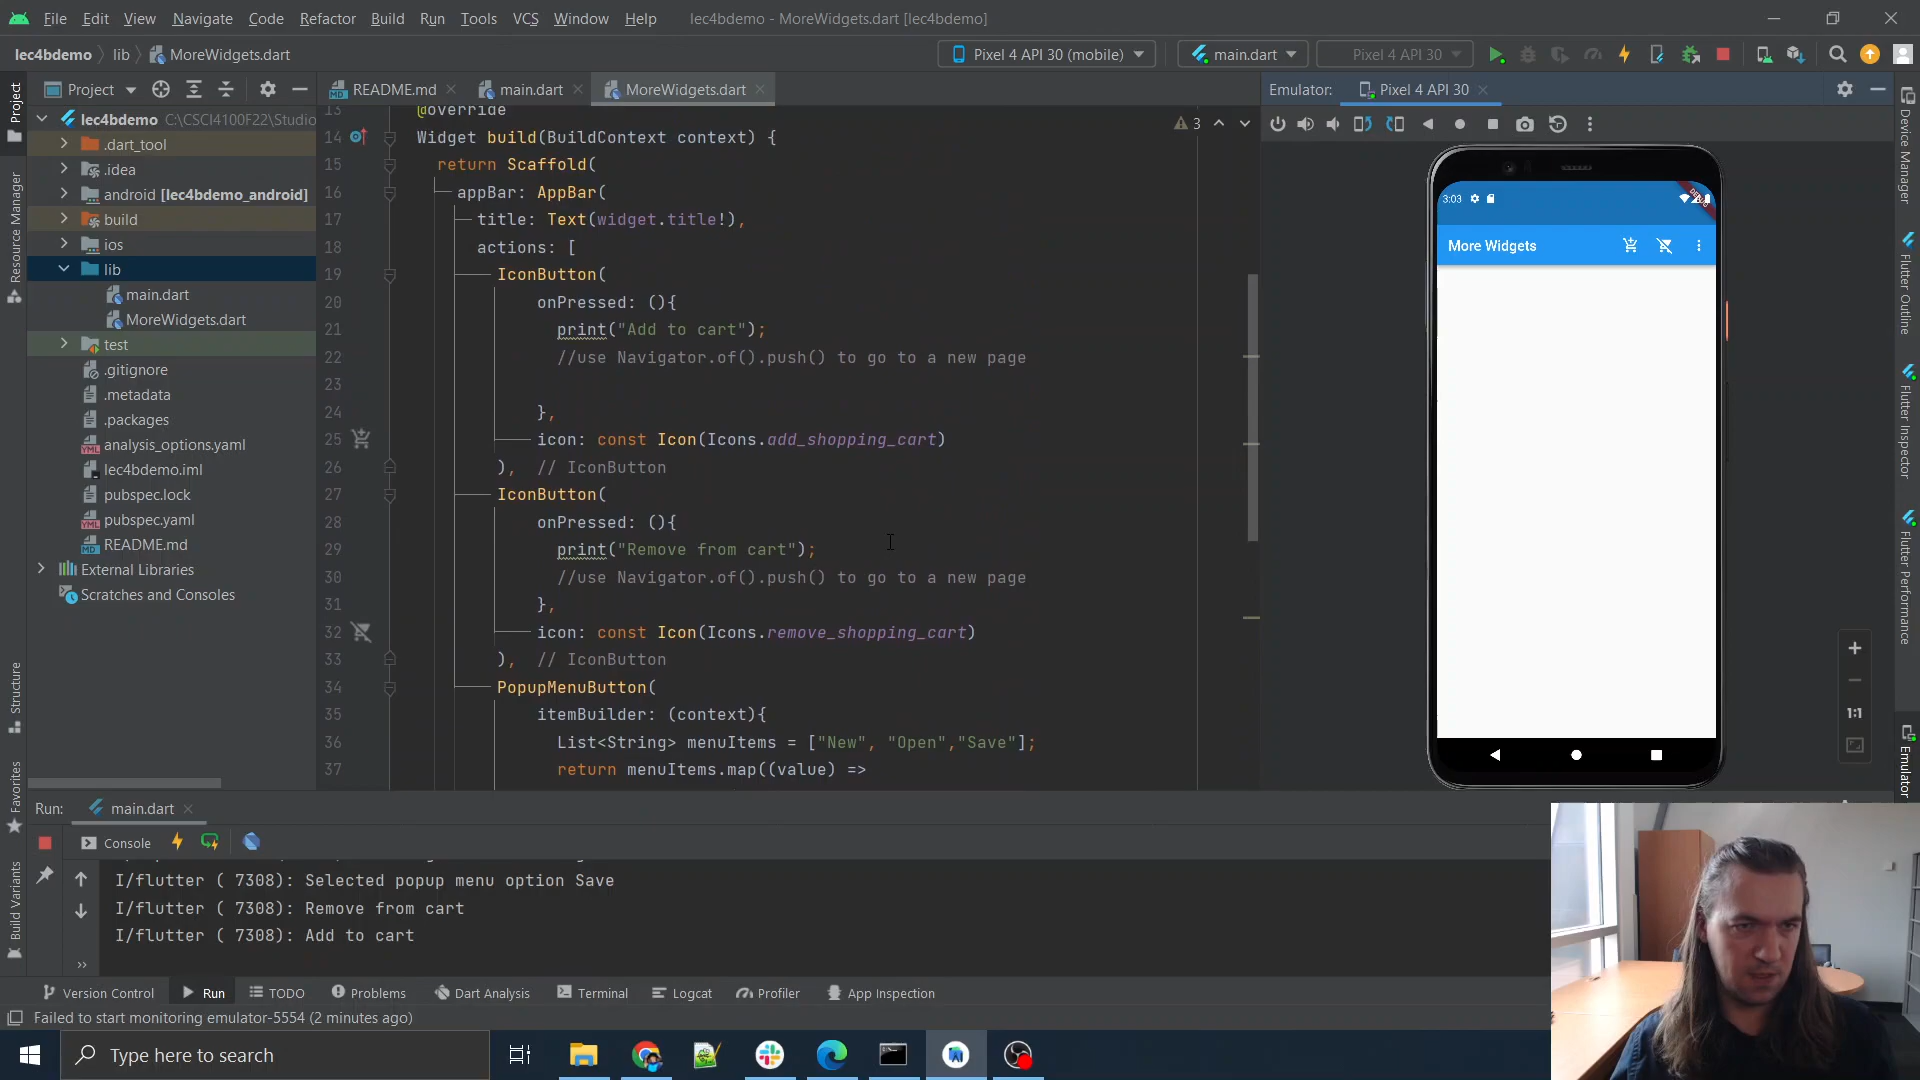 File Edit View Navigate Code Refactor Build Run Tools VCS Window Help lec4bdemo - MoreWidgets.dart [lec4bdemo]
lec4bdemo lib MoreWidgets.dart Pixel 4 API 30 (mobile) main.dart Pixel 4 API 30
Project README.md main.dart MoreWidgets.dart Emulator: Pixel 4 API 30
lec4bdemo C:\CSCI4100F22\Studio
.dart_tool
.idea
android [lec4bdemo_android]
build
ios
lib
main.dart
MoreWidgets.dart
test
.gitignore
.metadata
.packages
analysis_options.yaml
lec4bdemo.iml
pubspec.lock
pubspec.yaml
README.md
External Libraries
Scratches and Consoles
Project
Resource Manager
Structure
Favorites
Build Variants
3
13 @override
14 Widget build(BuildContext context) {
15 return Scaffold(
16 appBar: AppBar(
17 title: Text(widget.title!),
18 actions: [
19 IconButton(
20 onPressed: (){
21 print("Add to cart");
22 //use Navigator.of().push() to go to a new page
23
24 },
25 icon: const Icon(Icons.add_shopping_cart)
26 ), // IconButton
27 IconButton(
28 onPressed: (){
29 print("Remove from cart");
30 //use Navigator.of().push() to go to a new page
31 },
32 icon: const Icon(Icons.remove_shopping_cart)
33 ), // IconButton
34 PopupMenuButton(
35 itemBuilder: (context){
36 List<String> menuItems = ["New", "Open","Save"];
37 return menuItems.map((value) =>
3:03
More Widgets
1:1
Device Manager
Flutter Outline
Flutter Inspector
Flutter Performance
Emulator
Run: main.dart
Console
I/flutter ( 7308): Selected popup menu option Save
I/flutter ( 7308): Remove from cart
I/flutter ( 7308): Add to cart
Version Control Run TODO Problems Dart Analysis Terminal Logcat Profiler App Inspection
Failed to start monitoring emulator-5554 (2 minutes ago)
Type here to search